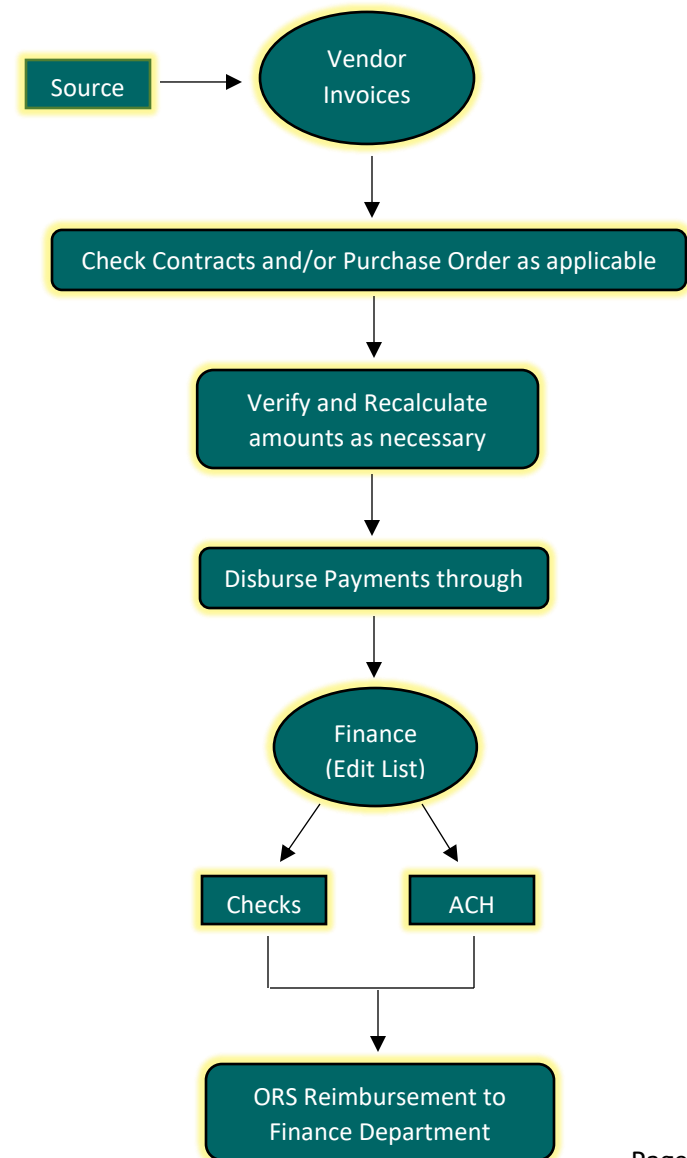 Source
Vendor
Invoices
Check Contracts and/or Purchase Order as applicable
Verify and Recalculate
amounts as necessary
Disburse Payments through
Finance
(Edit List)
Checks
ACH
ORS Reimbursement to
Finance Department
Page